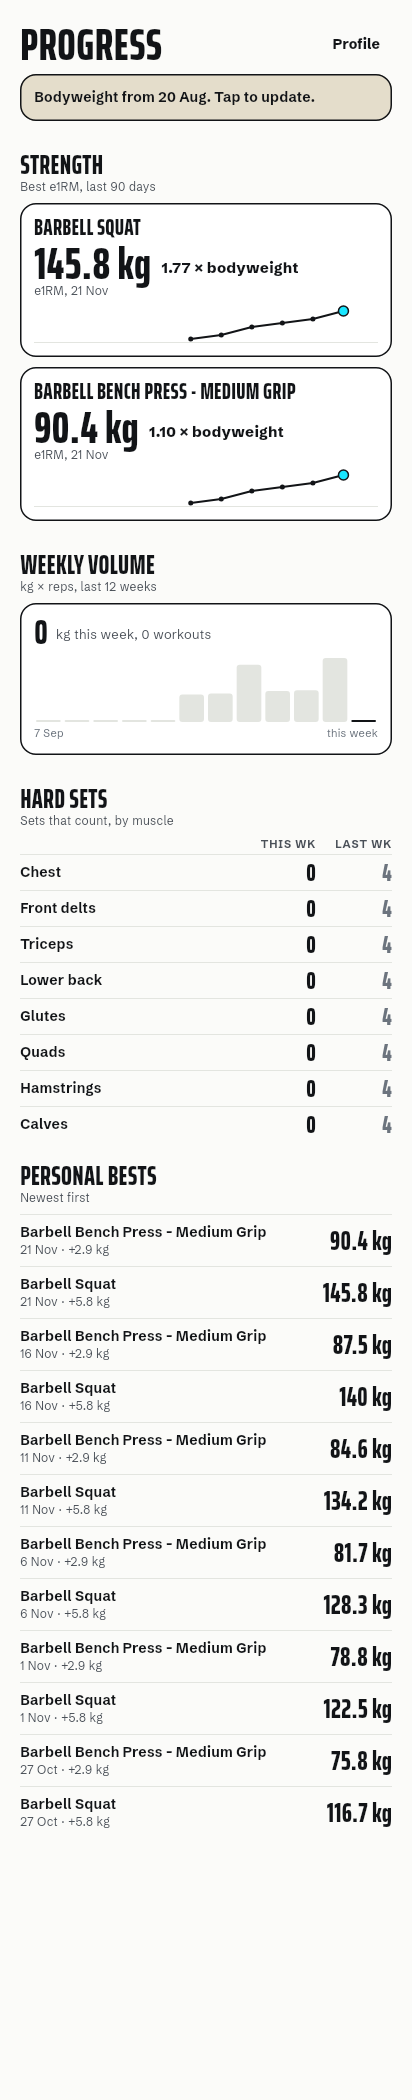 PROGRESS
Profile
Bodyweight from 20 Aug. Tap to update.
STRENGTH
Best e1RM, last 90 days
BARBELL SQUAT
145.8 kg 1.77 × bodyweight
e1RM, 21 Nov
BARBELL BENCH PRESS - MEDIUM GRIP
90.4 kg 1.10 × bodyweight
e1RM, 21 Nov
WEEKLY VOLUME
kg × reps, last 12 weeks
0 kg this week, 0 workouts
7 Sep this week
HARD SETS
Sets that count, by muscle
THIS WK LAST WK
Chest 0 4
Front delts 0 4
Triceps 0 4
Lower back 0 4
Glutes 0 4
Quads 0 4
Hamstrings 0 4
Calves 0 4
PERSONAL BESTS
Newest first
Barbell Bench Press - Medium Grip
21 Nov · +2.9 kg
90.4 kg
Barbell Squat
21 Nov · +5.8 kg
145.8 kg
Barbell Bench Press - Medium Grip
16 Nov · +2.9 kg
87.5 kg
Barbell Squat
16 Nov · +5.8 kg
140 kg
Barbell Bench Press - Medium Grip
11 Nov · +2.9 kg
84.6 kg
Barbell Squat
11 Nov · +5.8 kg
134.2 kg
Barbell Bench Press - Medium Grip
6 Nov · +2.9 kg
81.7 kg
Barbell Squat
6 Nov · +5.8 kg
128.3 kg
Barbell Bench Press - Medium Grip
1 Nov · +2.9 kg
78.8 kg
Barbell Squat
1 Nov · +5.8 kg
122.5 kg
Barbell Bench Press - Medium Grip
27 Oct · +2.9 kg
75.8 kg
Barbell Squat
27 Oct · +5.8 kg
116.7 kg